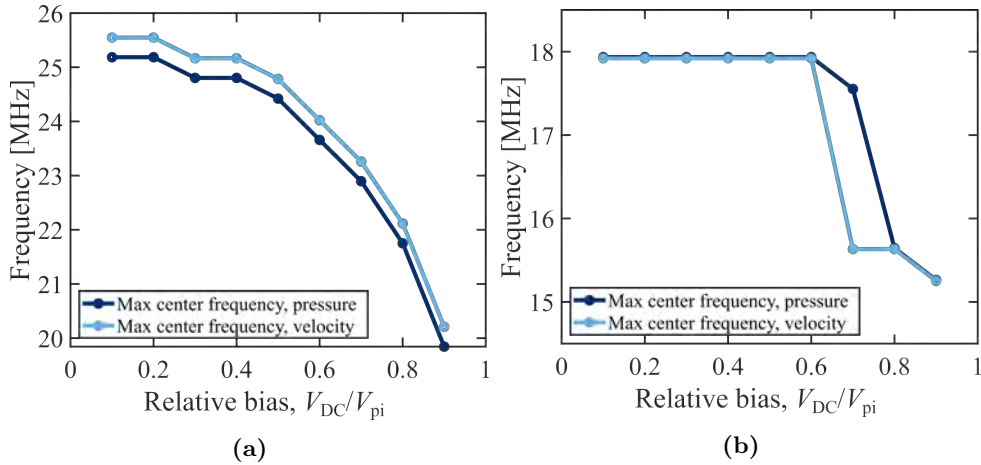 26
25
24
23
22
21
20
Frequency [MHz]
Max center frequency, pressure
Max center frequency, velocity
0 0.2 0.4 0.6 0.8 1
Relative bias, V_DC/V_pi
(a)
18
17
16
15
Frequency [MHz]
Max center frequency, pressure
Max center frequency, velocity
0 0.2 0.4 0.6 0.8 1
Relative bias, V_DC/V_pi
(b)